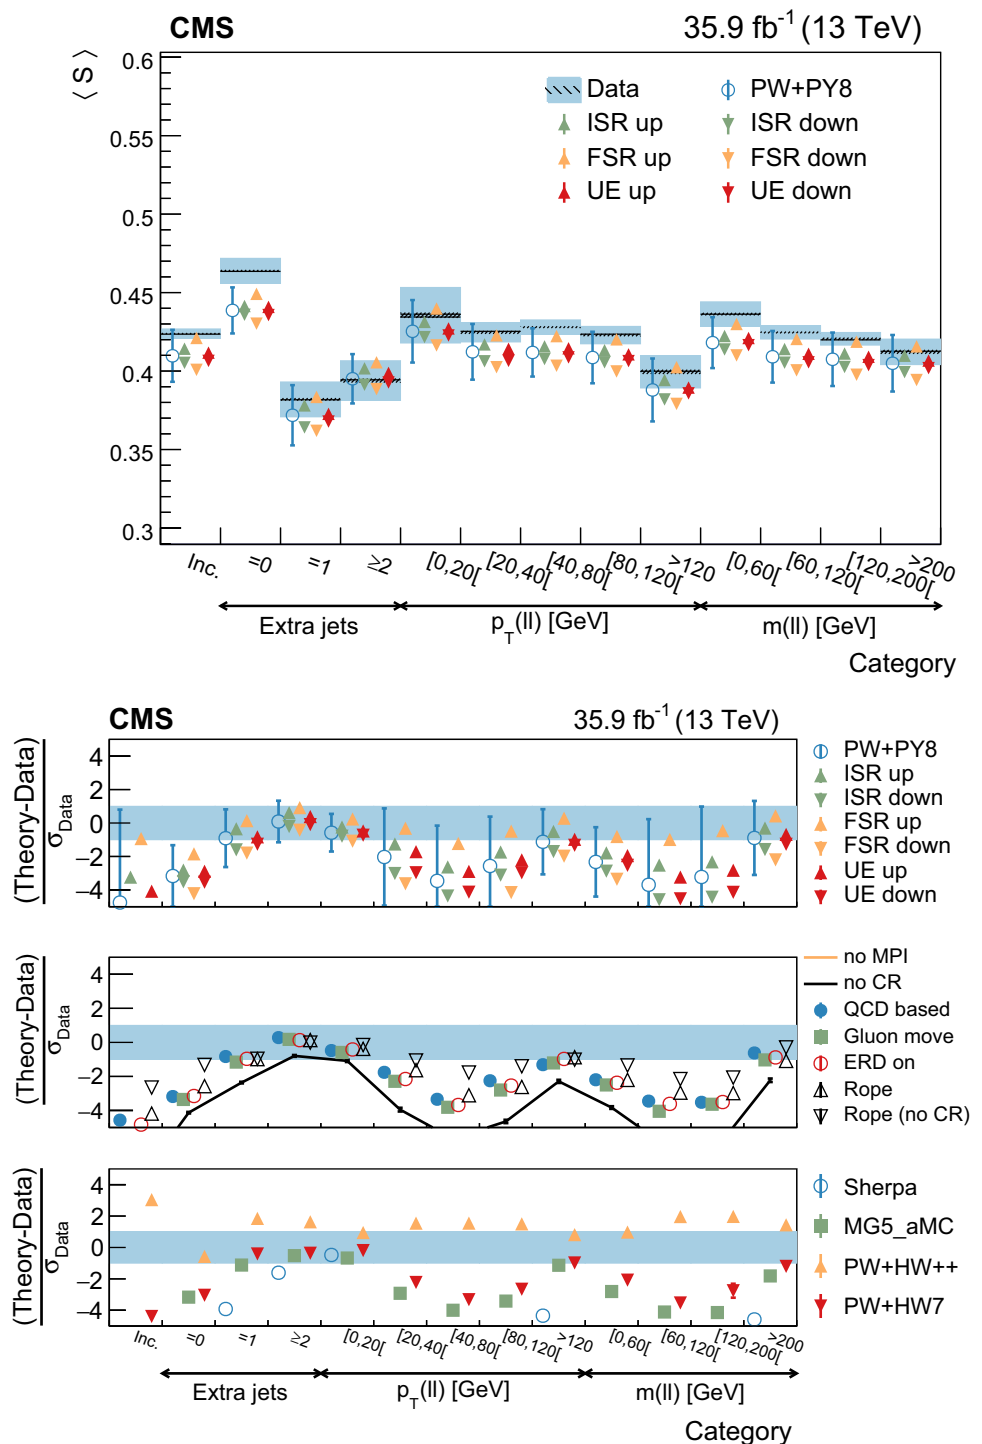 CMS 35.9 fb⁻¹ (13 TeV)
⟨ S ⟩
0.6
0.55
0.5
0.45
0.4
0.35
0.3
Data PW+PY8
ISR up ISR down
FSR up FSR down
UE up UE down
Inc. =0 =1 ≥2 [0,20[ [20,40[ [40,80[ [80,120[ >120 [0,60[ [60,120[ [120,200[ >200
Extra jets p_T(ll) [GeV] m(ll) [GeV]
Category
CMS 35.9 fb⁻¹ (13 TeV)
(Theory-Data)
σ_Data
4
2
0
−2
−4
PW+PY8
ISR up
ISR down
FSR up
FSR down
UE up
UE down
(Theory-Data)
σ_Data
4
2
0
−2
−4
no MPI
no CR
QCD based
Gluon move
ERD on
Rope
Rope (no CR)
(Theory-Data)
σ_Data
4
2
0
−2
−4
Sherpa
MG5_aMC
PW+HW++
PW+HW7
Inc. =0 =1 ≥2 [0,20[ [20,40[ [40,80[ [80,120[ >120 [0,60[ [60,120[ [120,200[ >200
Extra jets p_T(ll) [GeV] m(ll) [GeV]
Category